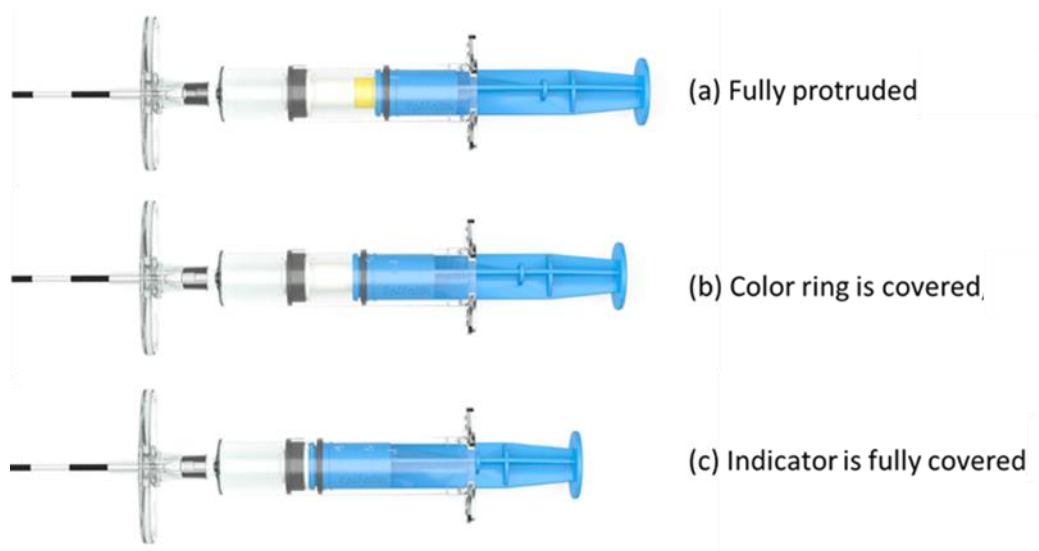 (a) Fully protruded
(b) Color ring is covered,
(c) Indicator is fully covered